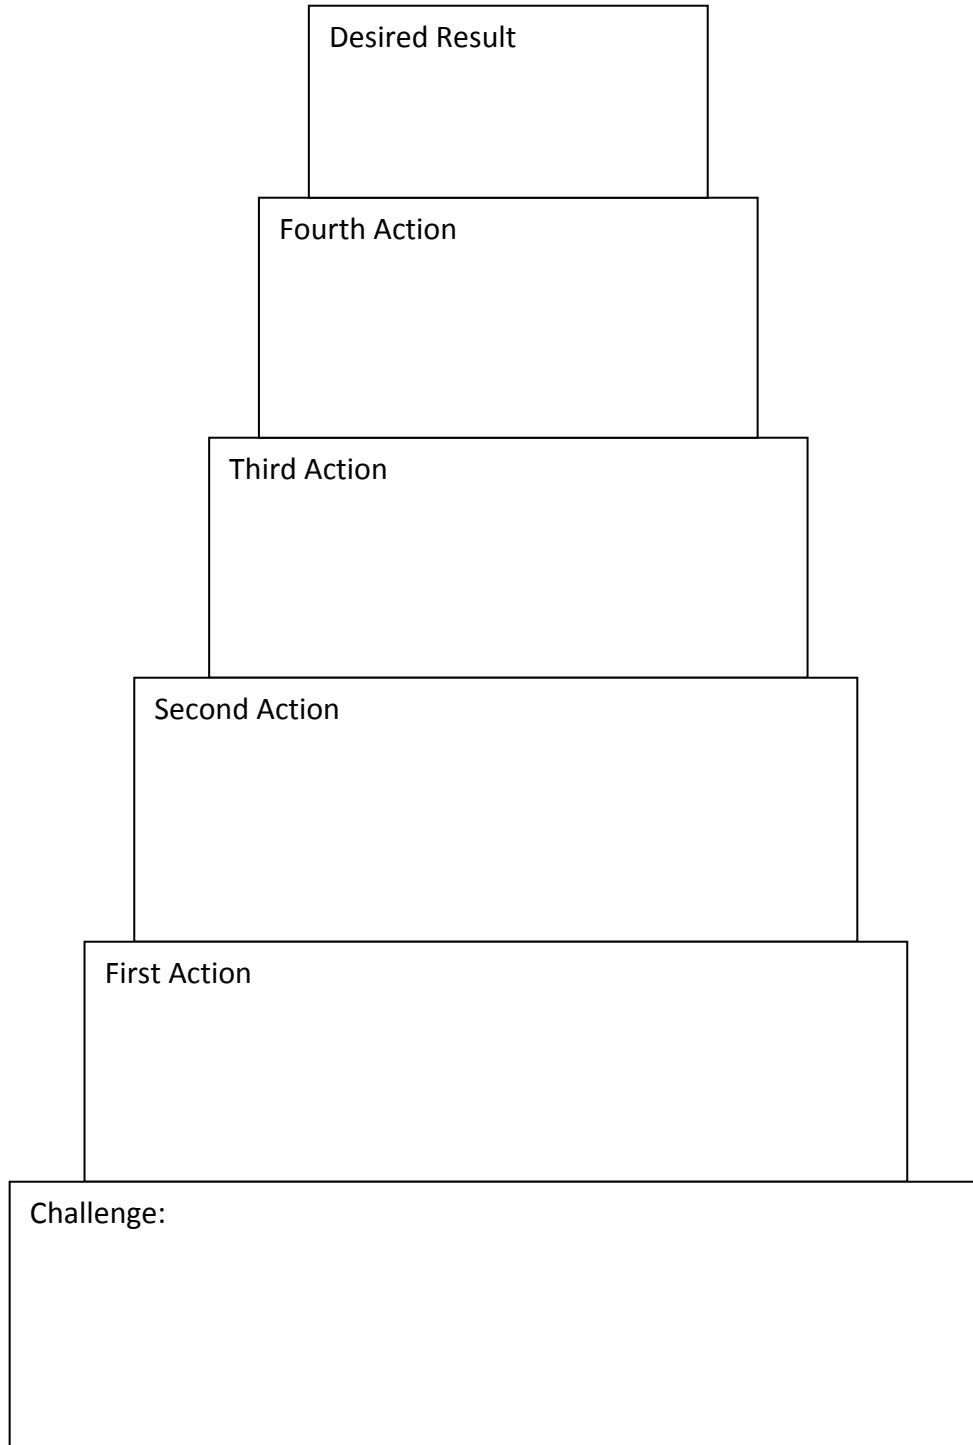 Desired Result
Fourth Action
Third Action
Second Action
First Action
Challenge: